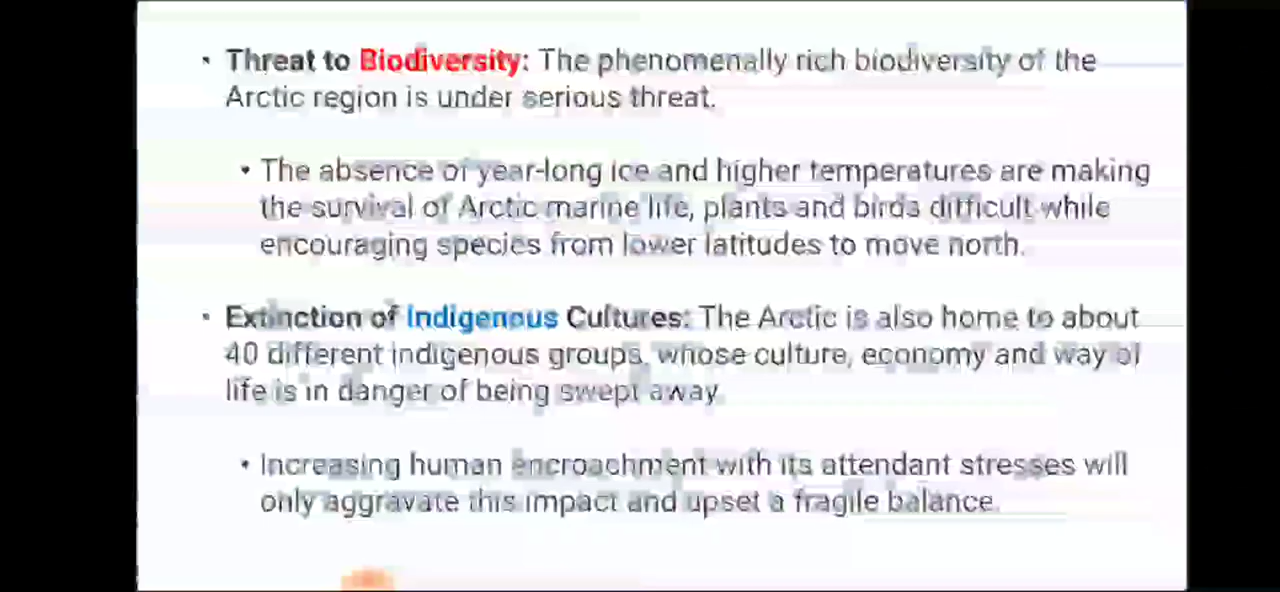 • Threat to Biodiversity: The phenomenally rich biodiversity of the
Arctic region is under serious threat.
• The absence of year-long ice and higher temperatures are making
the survival of Arctic marine life, plants and birds difficult while
encouraging species from lower latitudes to move north.
• Extinction of Indigenous Cultures: The Arctic is also home to about
40 different indigenous groups, whose culture, economy and way of
life is in danger of being swept away.
• Increasing human encroachment with its attendant stresses will
only aggravate this impact and upset a fragile balance.